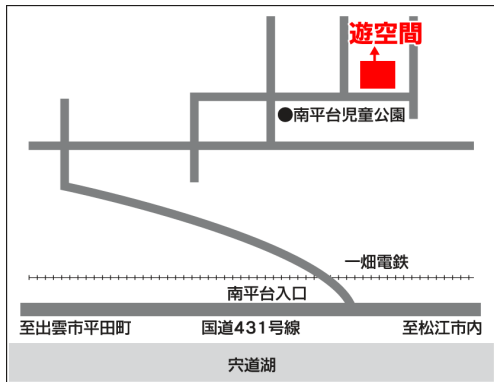 遊空間
●南平台児童公園
一畑電鉄
南平台入口
至出雲市平田町 国道431号線 至松江市内
宍道湖